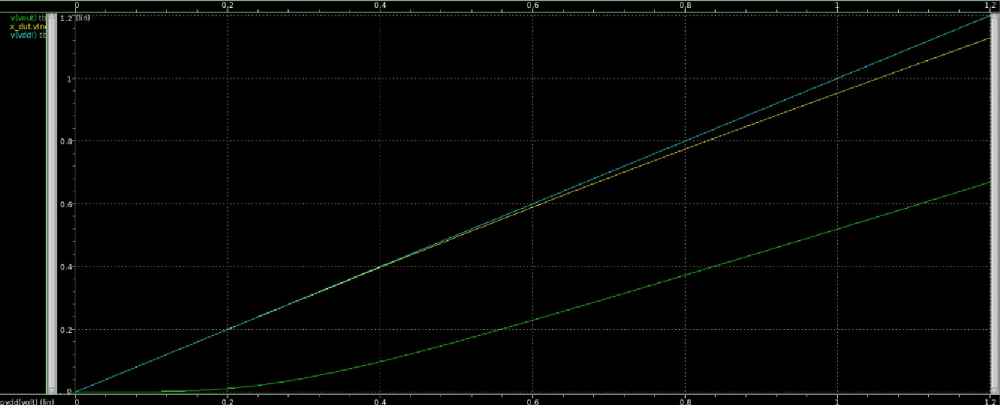 0 0.2 0.4 0.6 0.8 1 1.2
v(vout) tb
x_dut.v(n
v(vdd!) tb
1.2 (lin)
1
0.8
0.6
0.4
0.2
0
pvdd(volt) (lin) 0 0.2 0.4 0.6 0.8 1 1.2